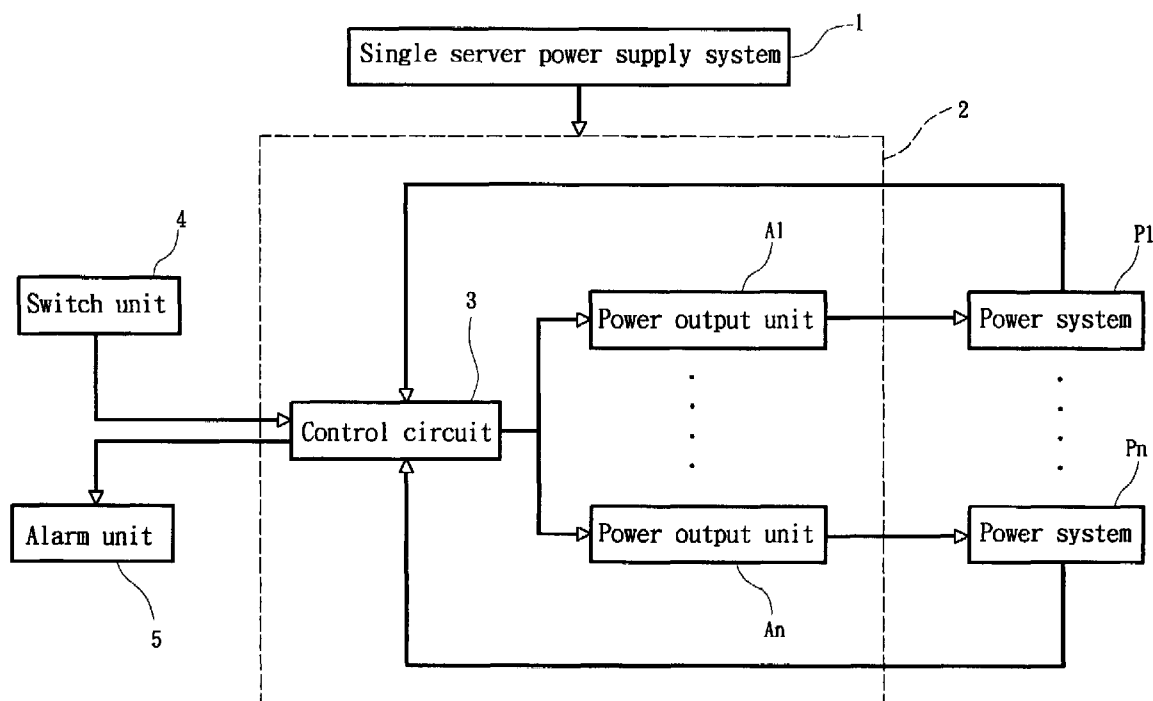 1
Single server power supply system
2
4
A1
P1
Switch unit
3
Power output unit
Power system
Control circuit
Pn
Alarm unit
Power output unit
Power system
5
An